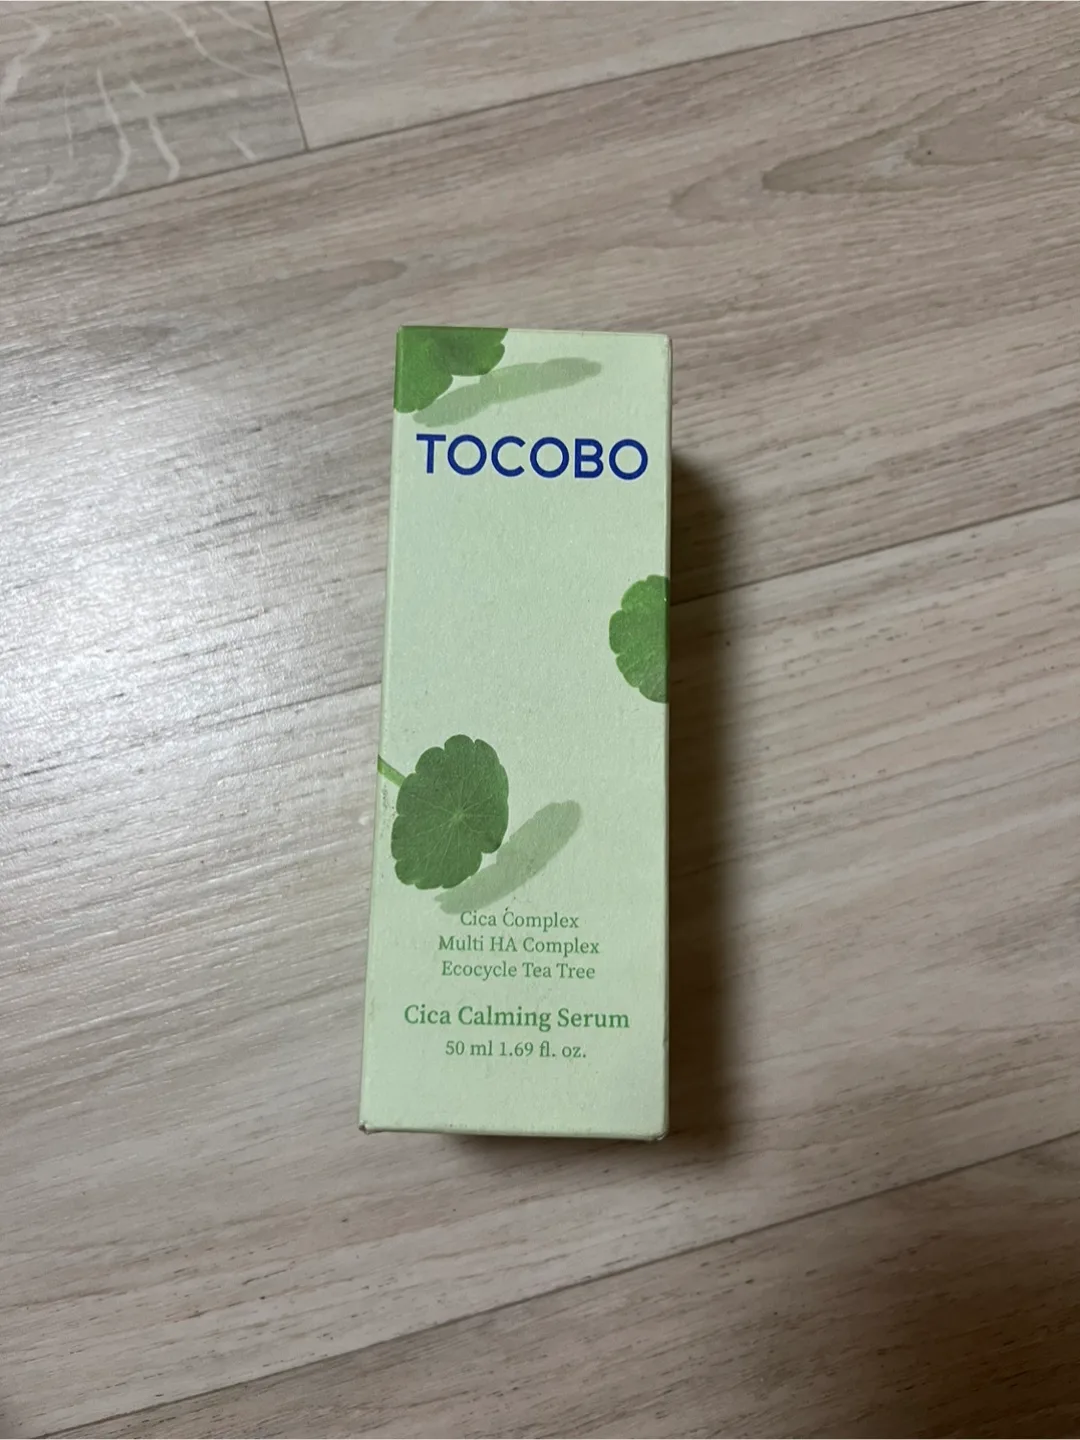 TOCOBO
Cica Complex
Multi HA Complex
Ecocycle Tea Tree
Cica Calming Serum
50 ml 1.69 fl. oz.